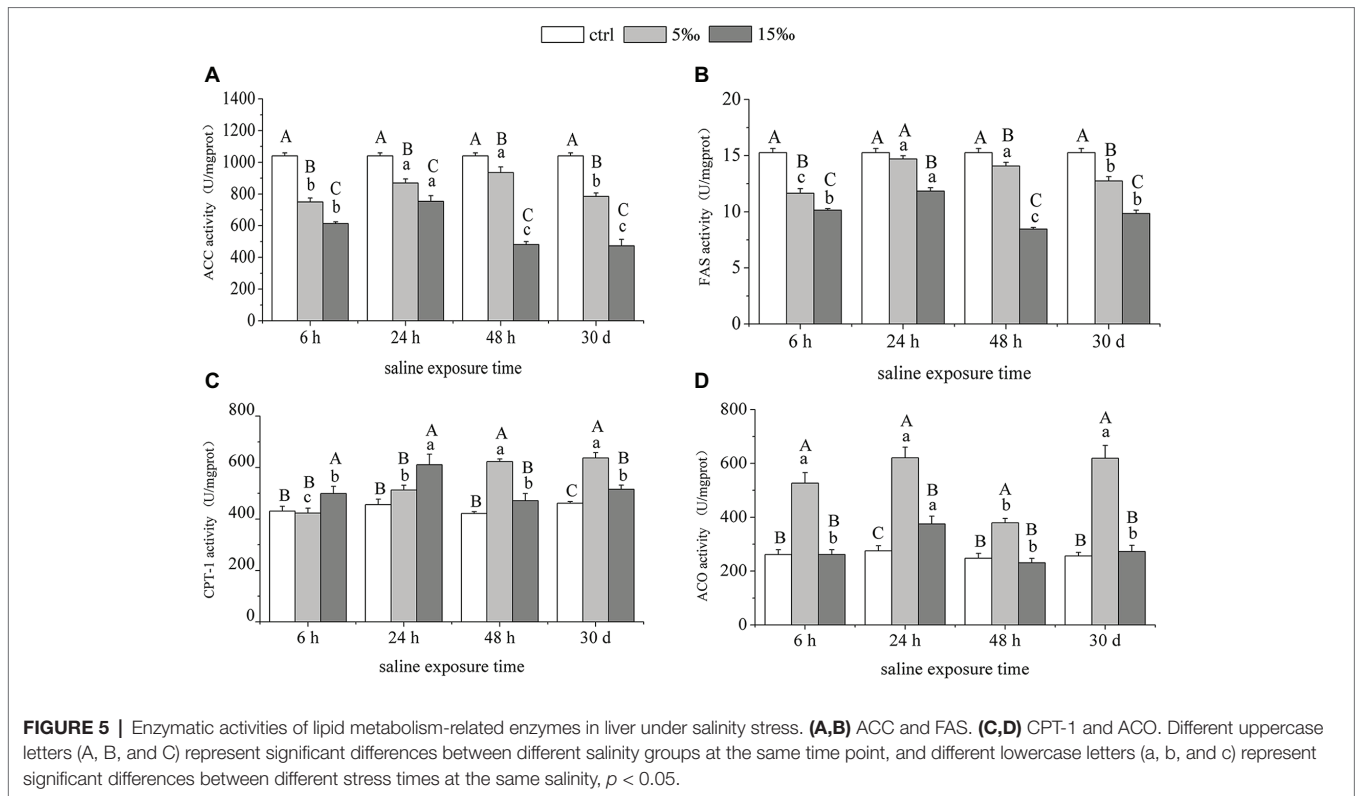 ctrl 5‰ 15‰
A
ACC activity（U/mgprot）
1400
1200
1000
800
600
400
200
0
A B b C b
A B a C a
A B a C c
A B b C c
6 h 24 h 48 h 30 d
saline exposure time
B
FAS activity（U/mgprot）
20
15
10
5
0
A B c C b
A A a B a
A B a C c
A B b C b
6 h 24 h 48 h 30 d
saline exposure time
C
CPT-1 activity（U/mgprot）
800
600
400
200
0
B B c A b
B B b A a
B A a B b
C A a B b
6 h 24 h 48 h 30 d
saline exposure time
D
ACO activity（U/mgprot）
800
600
400
200
0
B A a B b
C A a B a
B A b B b
B A a B b
6 h 24 h 48 h 30 d
saline exposure time
FIGURE 5 | Enzymatic activities of lipid metabolism-related enzymes in liver under salinity stress. (A,B) ACC and FAS. (C,D) CPT-1 and ACO. Different uppercase
letters (A, B, and C) represent significant differences between different salinity groups at the same time point, and different lowercase letters (a, b, and c) represent
significant differences between different stress times at the same salinity, p < 0.05.